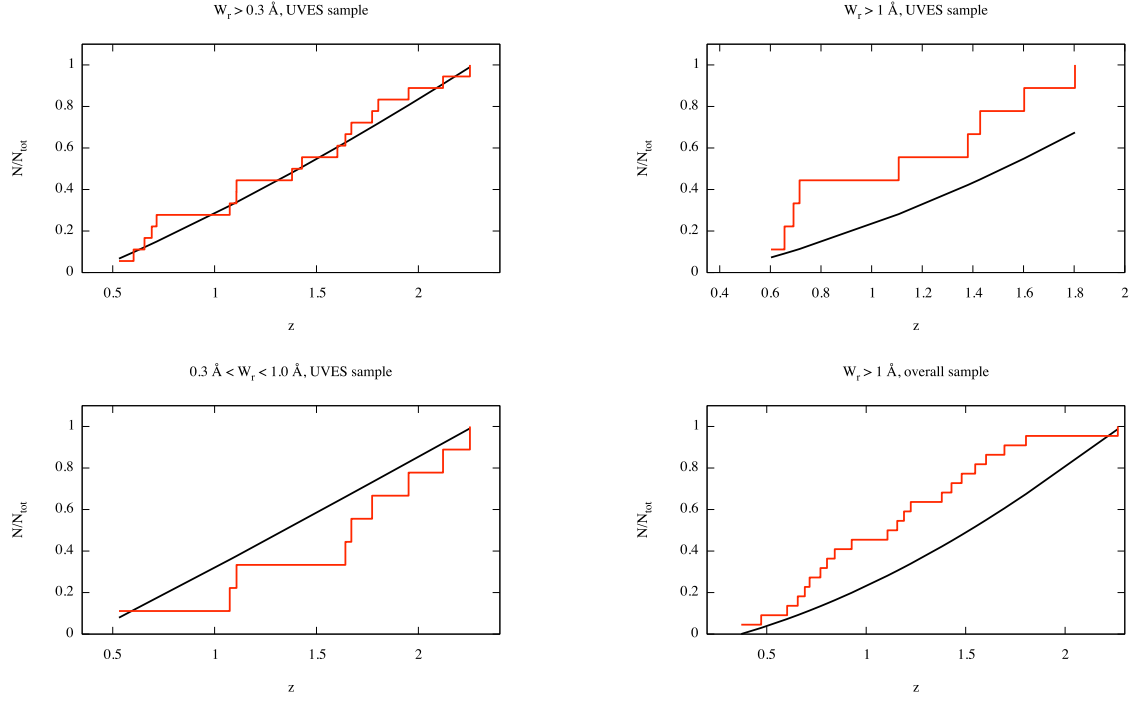 W_r > 0.3 Å, UVES sample
N/N_tot
1
0.8
0.6
0.4
0.2
0
0.5 1 1.5 2
z
W_r > 1 Å, UVES sample
N/N_tot
1
0.8
0.6
0.4
0.2
0
0.4 0.6 0.8 1 1.2 1.4 1.6 1.8 2
z
0.3 Å < W_r < 1.0 Å, UVES sample
N/N_tot
1
0.8
0.6
0.4
0.2
0
0.5 1 1.5 2
z
W_r > 1 Å, overall sample
N/N_tot
1
0.8
0.6
0.4
0.2
0
0.5 1 1.5 2
z